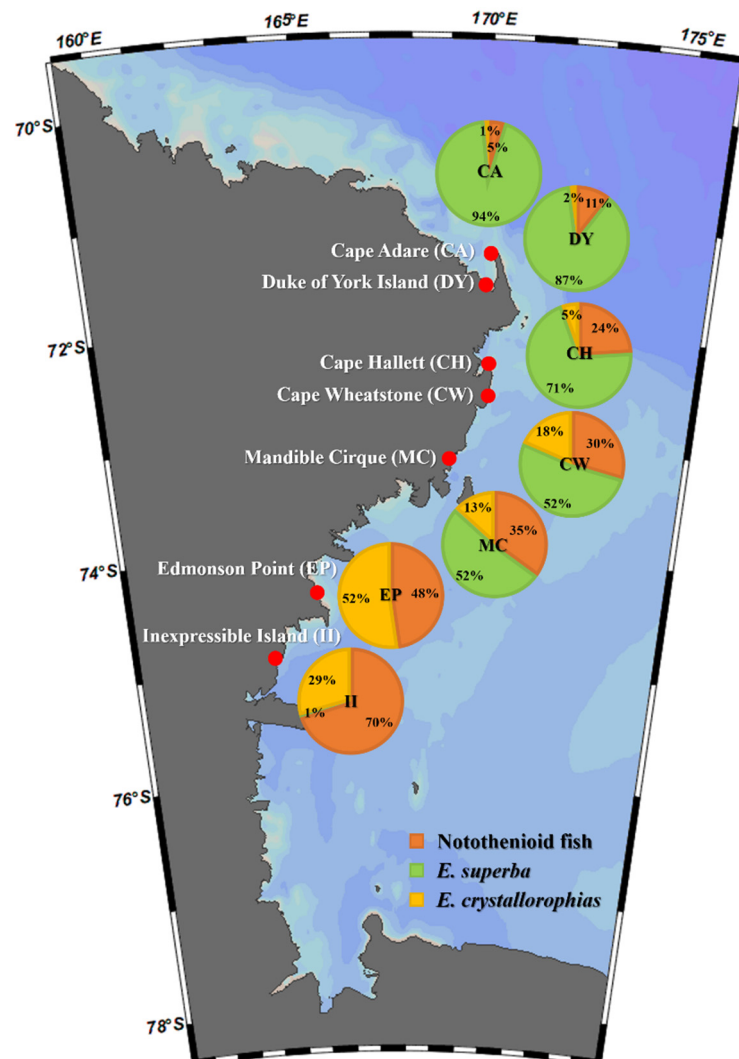 160°E
165°E
170°E
175°E
70°S
72°S
74°S
76°S
78°S
1%
5%
CA
94%
2%
11%
DY
87%
Cape Adare (CA)
Duke of York Island (DY)
5%
24%
CH
71%
Cape Hallett (CH)
Cape Wheatstone (CW)
18%
30%
CW
52%
Mandible Cirque (MC)
13%
35%
MC
52%
Edmonson Point (EP)
52%
EP
48%
Inexpressible Island (II)
29%
II
1%
70%
Notothenioid fish
E. superba
E. crystallorophias